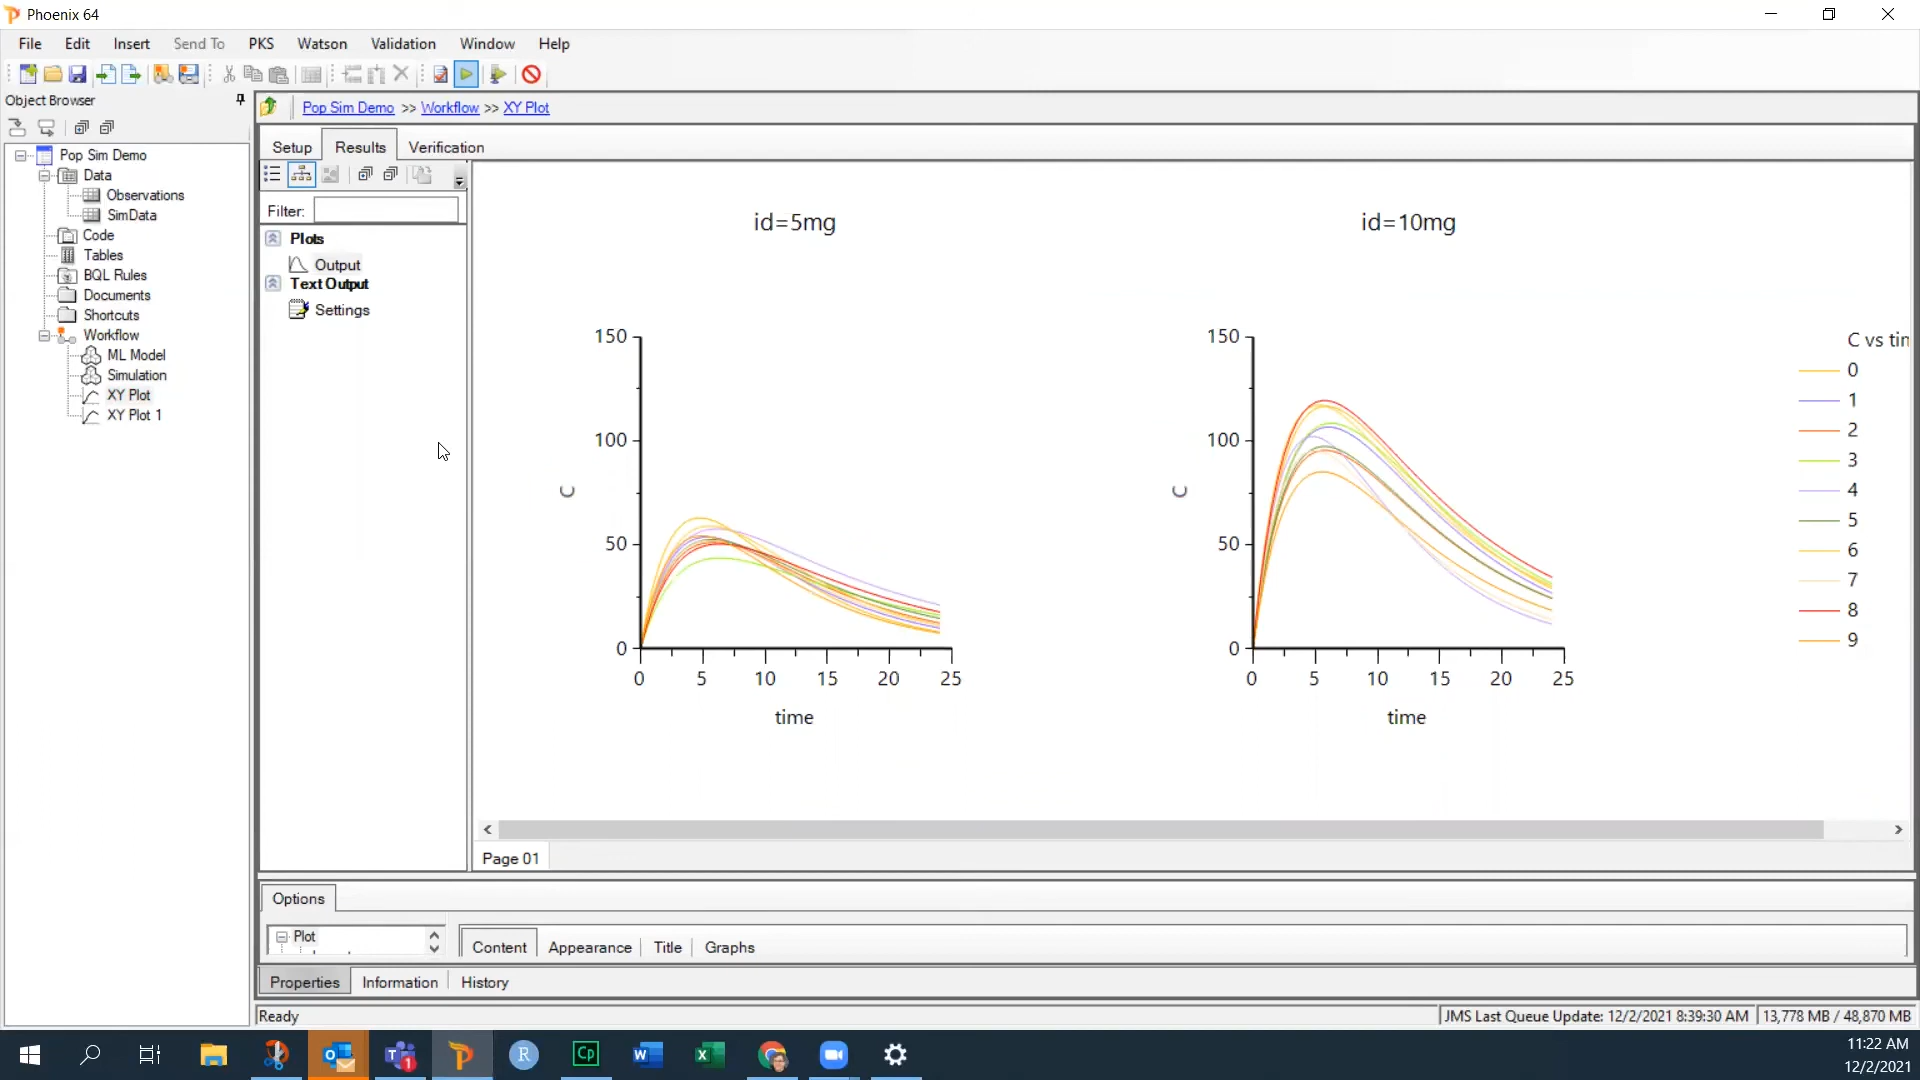 Phoenix 64
File Edit Insert Send To PKS Watson Validation Window Help
Object Browser
Pop Sim Demo >> Workflow >> XY Plot
Pop Sim Demo
Data
Observations
SimData
Code
Tables
BQL Rules
Documents
Shortcuts
Workflow
ML Model
Simulation
XY Plot
XY Plot 1
Setup Results Verification
Filter:
Plots
Output
Text Output
Settings
id=5mg
150
100
50
0
C
0 5 10 15 20 25
time
id=10mg
150
100
50
0
C
0 5 10 15 20 25
time
C vs tim
0
1
2
3
4
5
6
7
8
9
Page 01
Options
Plot
Content Appearance Title Graphs
Properties Information History
Ready
JMS Last Queue Update: 12/2/2021 8:39:30 AM 13,778 MB / 48,870 MB
1
R
Cp
W
X
11:22 AM
12/2/2021